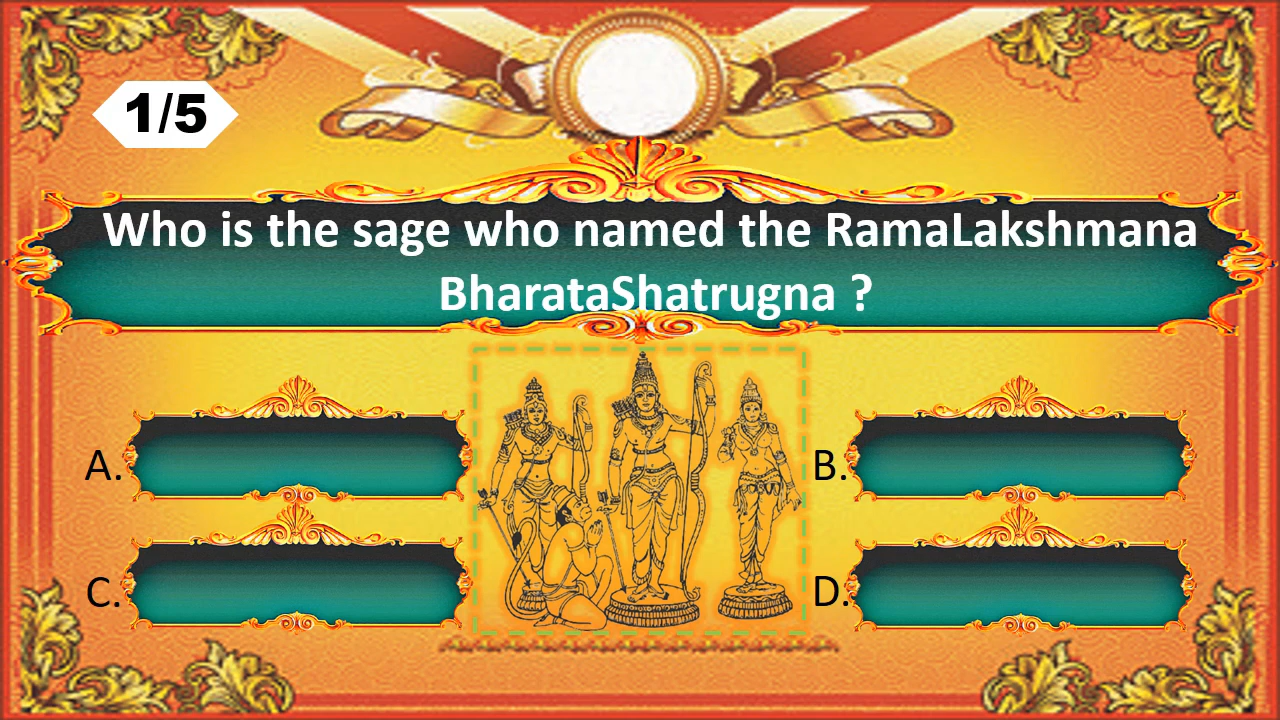 1/5
Who is the sage who named the RamaLakshmana
BharataShatrugna ?
A.
B.
C.
D.